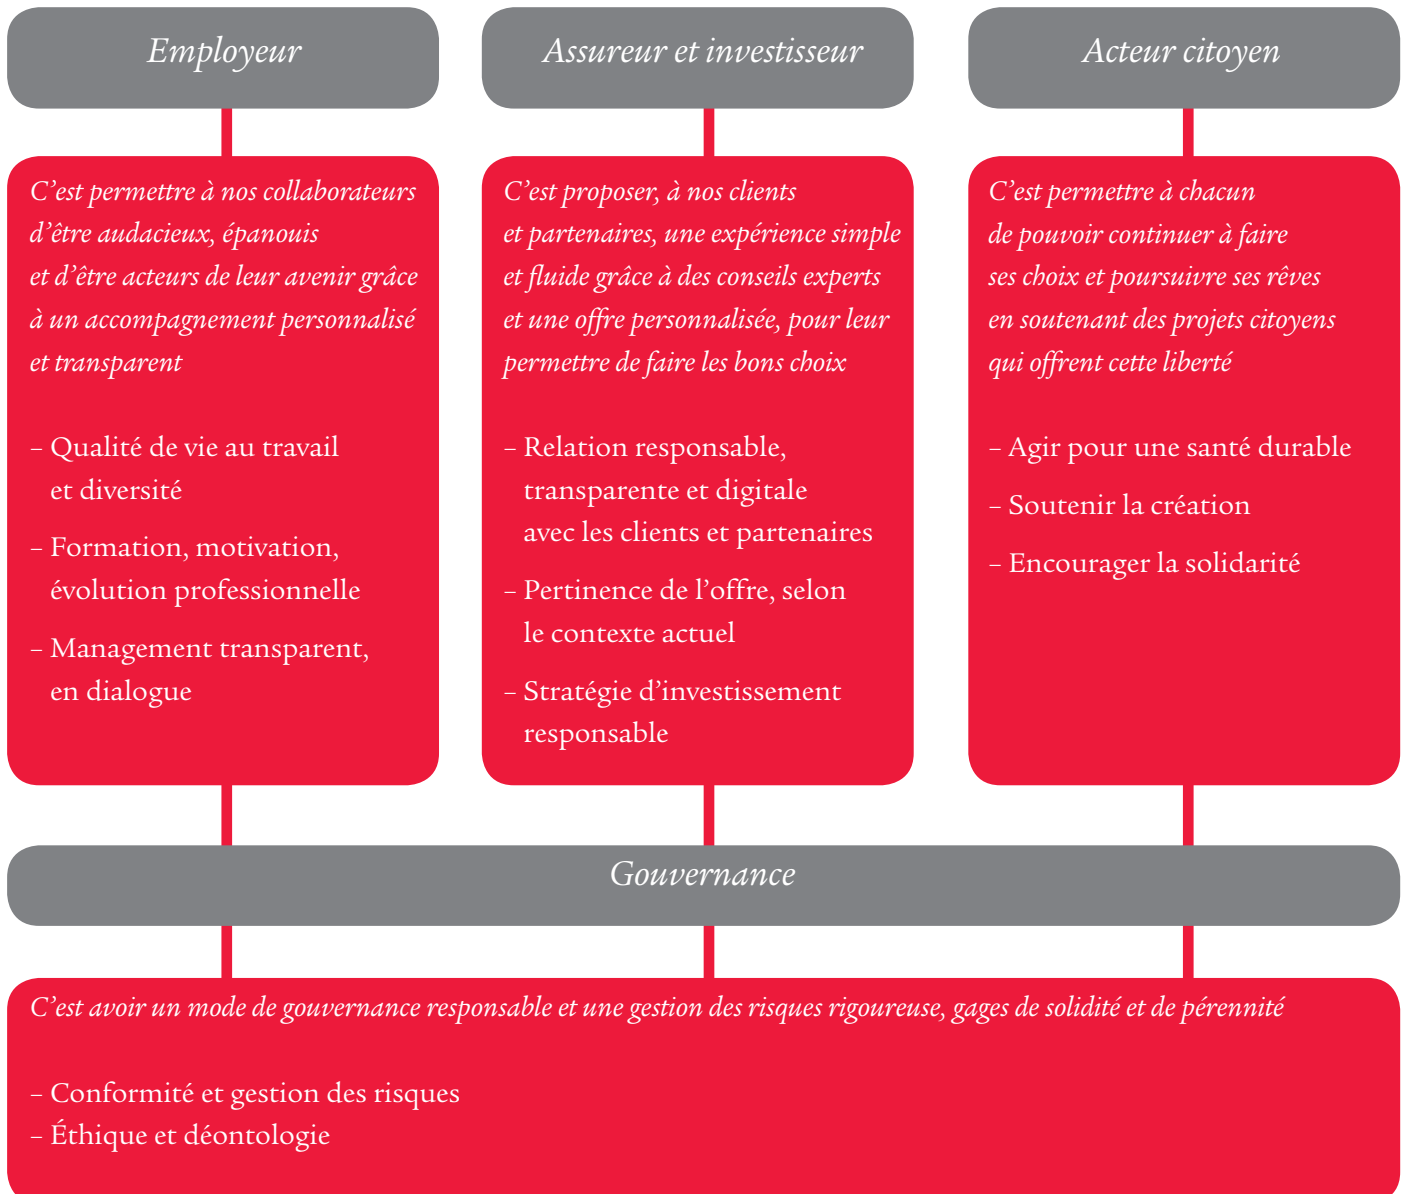 Employeur
C’est permettre à nos collaborateurs
d’être audacieux, épanouis
et d’être acteurs de leur avenir grâce
à un accompagnement personnalisé
et transparent
– Qualité de vie au travail
et diversité
– Formation, motivation,
évolution professionnelle
– Management transparent,
en dialogue
Assureur et investisseur
C’est proposer, à nos clients
et partenaires, une expérience simple
et fluide grâce à des conseils experts
et une offre personnalisée, pour leur
permettre de faire les bons choix
– Relation responsable,
transparente et digitale
avec les clients et partenaires
– Pertinence de l’offre, selon
le contexte actuel
– Stratégie d’investissement
responsable
Acteur citoyen
C’est permettre à chacun
de pouvoir continuer à faire
ses choix et poursuivre ses rêves
en soutenant des projets citoyens
qui offrent cette liberté
– Agir pour une santé durable
– Soutenir la création
– Encourager la solidarité
Gouvernance
C’est avoir un mode de gouvernance responsable et une gestion des risques rigoureuse, gages de solidité et de pérennité
– Conformité et gestion des risques
– Éthique et déontologie